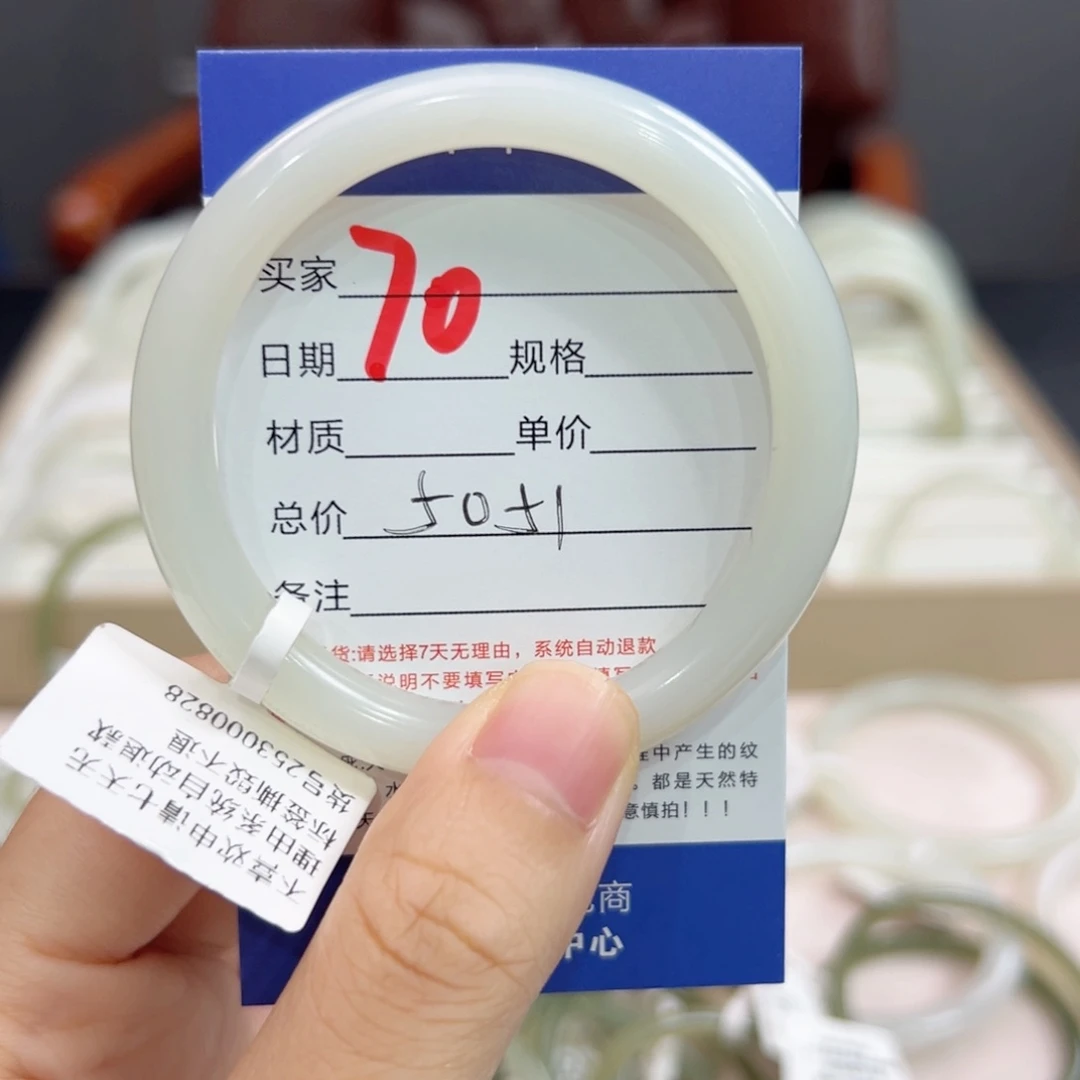 买家 70
日期 规格
材质 单价
总价 5051
备注
货:请选择7天无理由，系统自动退款
说明不要填写
程中产生的纹
都是天然特
意慎拍！！！
商
中心
不喜欢申请七天无
理由系统自动退款
标签撕毁不退
货号25300828